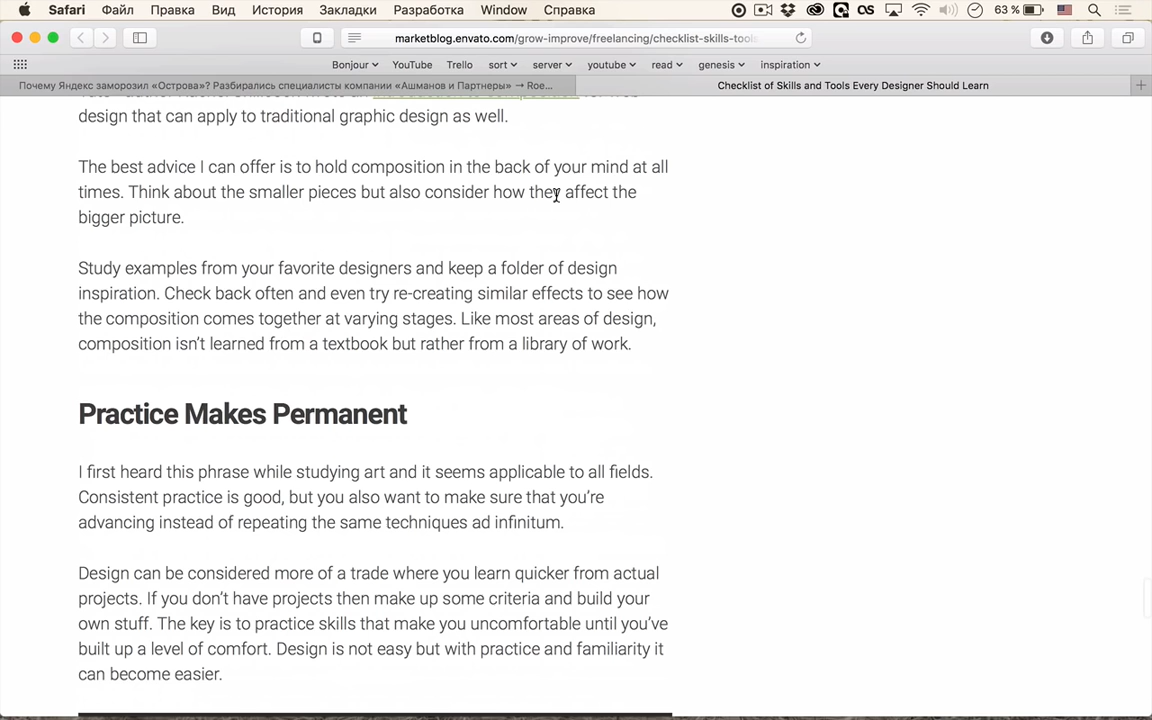 Safari Файл Правка Вид История Закладки Разработка Window Справка 63 %
marketblog.envato.com/grow-improve/freelancing/checklist-skills-tools
Bonjour YouTube Trello sort server youtube read genesis inspiration
Почему Яндекс заморозил «Острова»? Разбирались специалисты компании «Ашманов и Партнеры» → Roe... Checklist of Skills and Tools Every Designer Should Learn
design that can apply to traditional graphic design as well.
The best advice I can offer is to hold composition in the back of your mind at all
times. Think about the smaller pieces but also consider how they affect the
bigger picture.
Study examples from your favorite designers and keep a folder of design
inspiration. Check back often and even try re-creating similar effects to see how
the composition comes together at varying stages. Like most areas of design,
composition isn’t learned from a textbook but rather from a library of work.
Practice Makes Permanent
I first heard this phrase while studying art and it seems applicable to all fields.
Consistent practice is good, but you also want to make sure that you’re
advancing instead of repeating the same techniques ad infinitum.
Design can be considered more of a trade where you learn quicker from actual
projects. If you don’t have projects then make up some criteria and build your
own stuff. The key is to practice skills that make you uncomfortable until you’ve
built up a level of comfort. Design is not easy but with practice and familiarity it
can become easier.